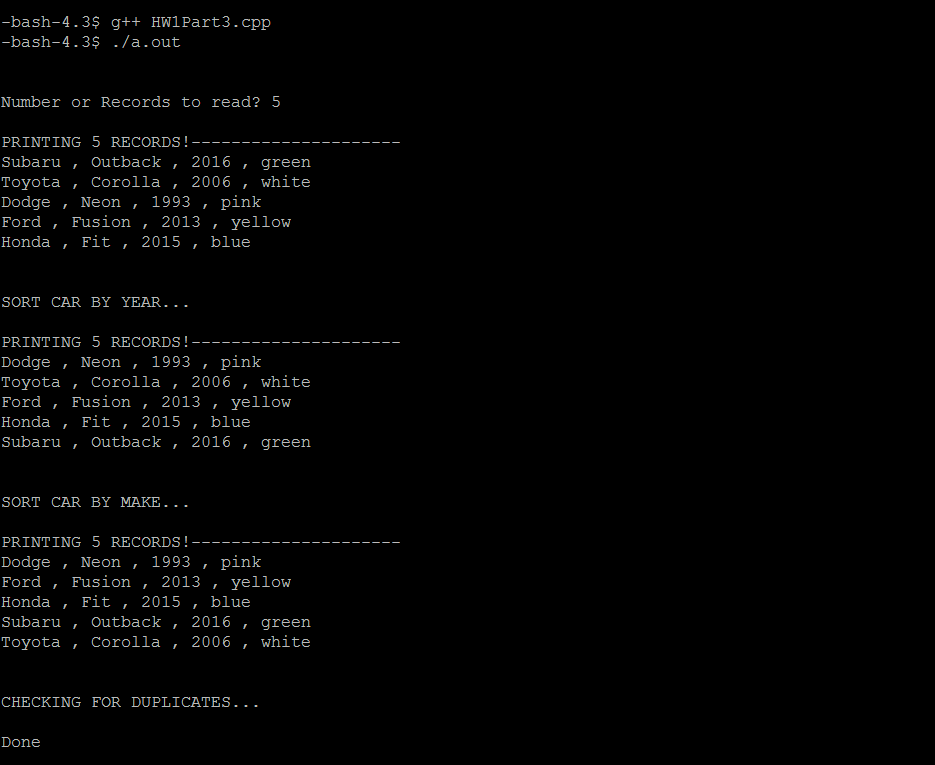 -bash-4.3$ g++ HW1Part3.cpp
-bash-4.3$ ./a.out
Number or Records to read? 5
PRINTING 5 RECORDS!---------------------
Subaru , Outback , 2016 , green
Toyota , Corolla , 2006 , white
Dodge , Neon , 1993 , pink
Ford , Fusion , 2013 , yellow
Honda , Fit , 2015 , blue
SORT CAR BY YEAR...
PRINTING 5 RECORDS!---------------------
Dodge , Neon , 1993 , pink
Toyota , Corolla , 2006 , white
Ford , Fusion , 2013 , yellow
Honda , Fit , 2015 , blue
Subaru , Outback , 2016 , green
SORT CAR BY MAKE...
PRINTING 5 RECORDS!---------------------
Dodge , Neon , 1993 , pink
Ford , Fusion , 2013 , yellow
Honda , Fit , 2015 , blue
Subaru , Outback , 2016 , green
Toyota , Corolla , 2006 , white
CHECKING FOR DUPLICATES...
Done